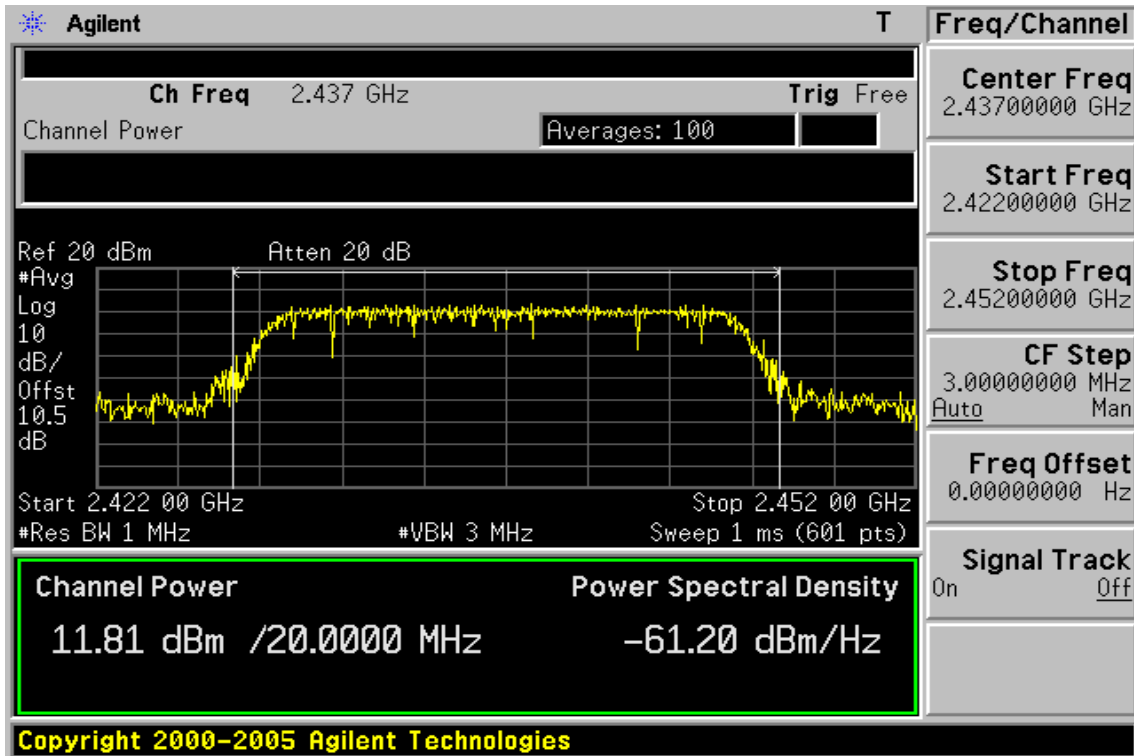 Agilent T
Ch Freq 2.437 GHz Trig Free
Channel Power Averages: 100
Ref 20 dBm Atten 20 dB
#Avg
Log
10
dB/
Offst
10.5
dB
Start 2.422 00 GHz Stop 2.452 00 GHz
#Res BW 1 MHz #VBW 3 MHz Sweep 1 ms (601 pts)
Channel Power Power Spectral Density
11.81 dBm /20.0000 MHz -61.20 dBm/Hz
Copyright 2000-2005 Agilent Technologies
Freq/Channel
Center Freq
2.43700000 GHz
Start Freq
2.42200000 GHz
Stop Freq
2.45200000 GHz
CF Step
3.00000000 MHz
Auto Man
Freq Offset
0.00000000 Hz
Signal Track
On Off